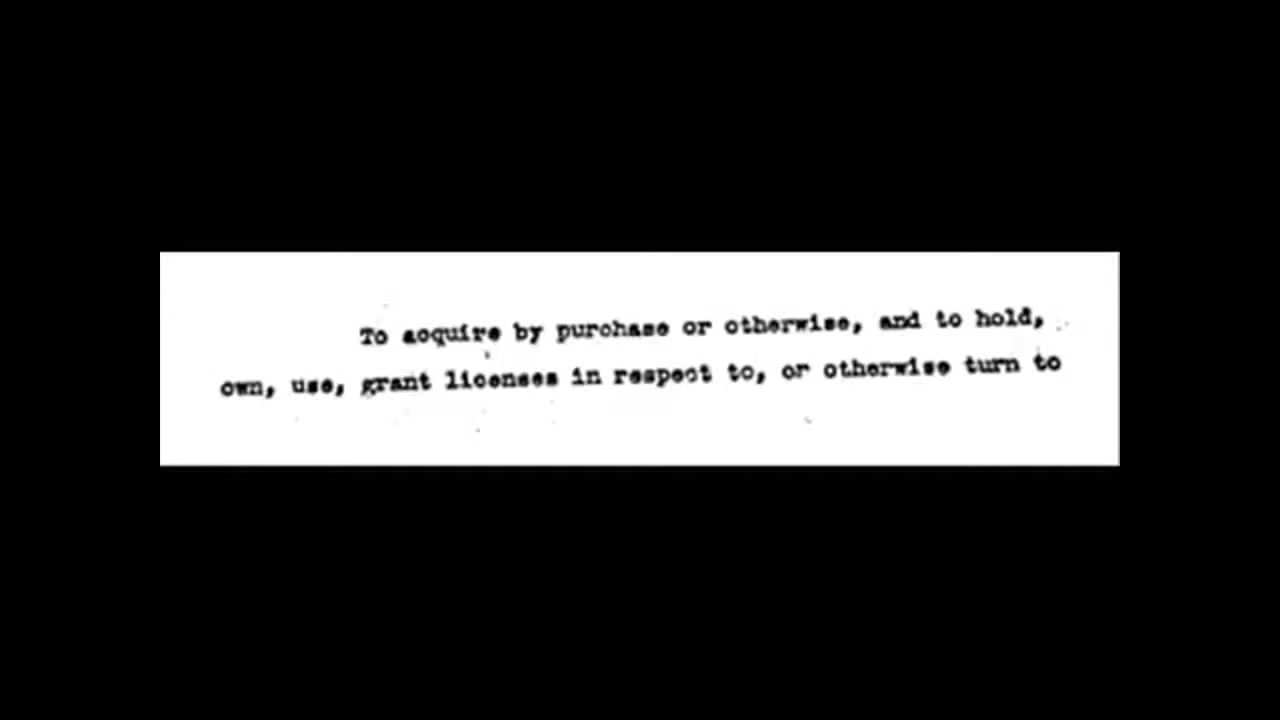 To acquire by purchase or otherwise, and to hold,
own, use, grant licenses in respect to, or otherwise turn to